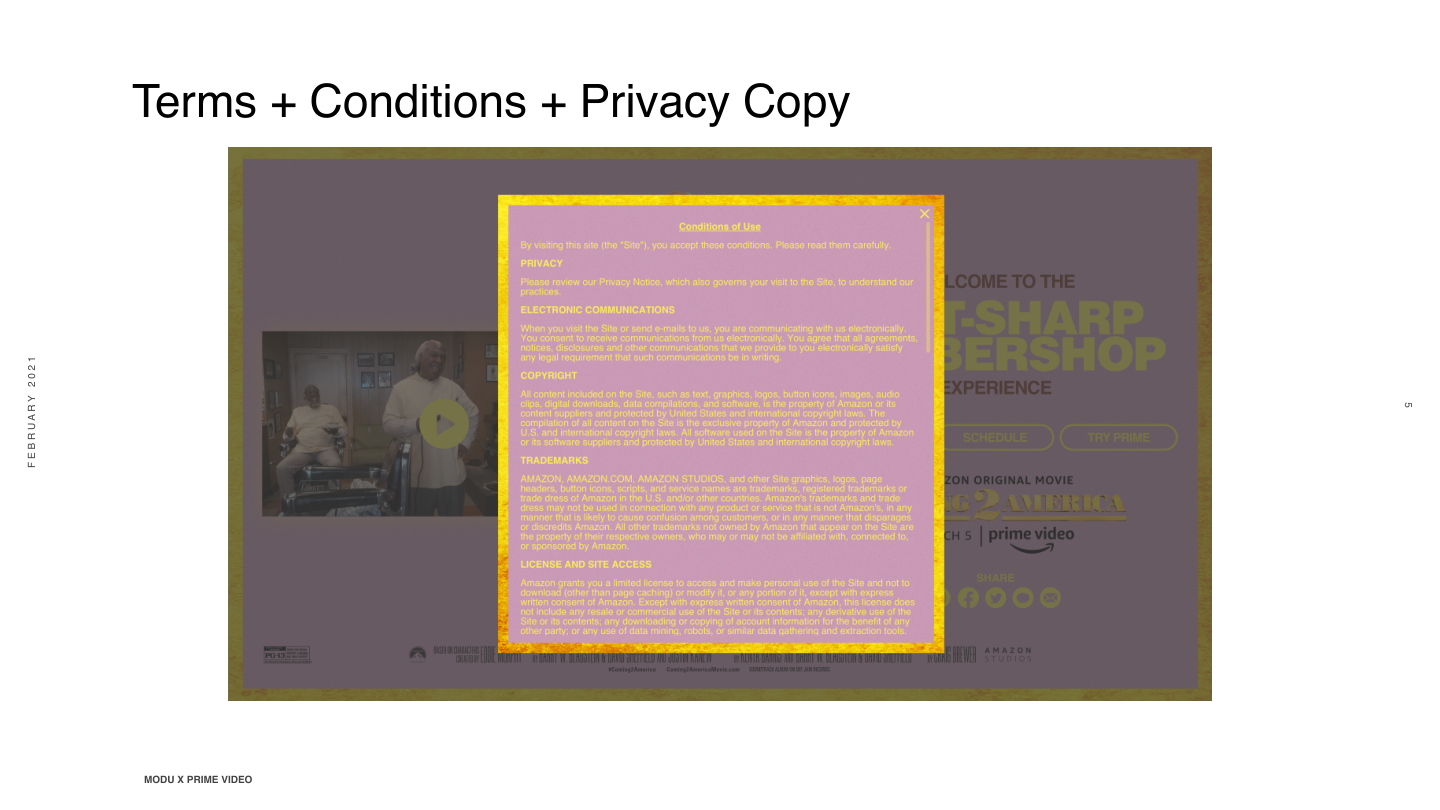 Terms + Conditions + Privacy Copy
FEBRUARY 2021
5
Conditions of Use
By visiting this site (the "Site"), you accept these conditions. Please read them carefully.
PRIVACY
Please review our Privacy Notice, which also governs your visit to the Site, to understand our
practices.
ELECTRONIC COMMUNICATIONS
When you visit the Site or send e-mails to us, you are communicating with us electronically.
You consent to receive communications from us electronically. You agree that all agreements,
notices, disclosures and other communications that we provide to you electronically satisfy
any legal requirement that such communications be in writing.
COPYRIGHT
All content included on the Site, such as text, graphics, logos, button icons, images, audio
clips, digital downloads, data compilations, and software, is the property of Amazon or its
content suppliers and protected by United States and international copyright laws. The
compilation of all content on the Site is the exclusive property of Amazon and protected by
U.S. and international copyright laws. All software used on the Site is the property of Amazon
or its software suppliers and protected by United States and international copyright laws.
TRADEMARKS
AMAZON, AMAZON.COM, AMAZON STUDIOS, and other Site graphics, logos, page
headers, button icons, scripts, and service names are trademarks, registered trademarks or
trade dress of Amazon in the U.S. and/or other countries. Amazon's trademarks and trade
dress may not be used in connection with any product or service that is not Amazon's, in any
manner that is likely to cause confusion among customers, or in any manner that disparages
or discredits Amazon. All other trademarks not owned by Amazon that appear on the Site are
the property of their respective owners, who may or may not be affiliated with, connected to,
or sponsored by Amazon.
LICENSE AND SITE ACCESS
Amazon grants you a limited license to access and make personal use of the Site and not to
download (other than page caching) or modify it, or any portion of it, except with express
written consent of Amazon. Except with express written consent of Amazon, this license does
not include any resale or commercial use of the Site or its contents; any derivative use of the
Site or its contents; any downloading or copying of account information for the benefit of any
other party; or any use of data mining, robots, or similar data gathering and extraction tools.
LCOME TO THE
T-SHARP
BERSHOP
EXPERIENCE
SCHEDULE
TRY PRIME
ZON ORIGINAL MOVIE
G 2 AMERICA
CH 5 | prime video
SHARE
PG-13
BASED ON CHARACTERS
CREATED BY EDDIE MURPHY
BY CRAIG BREWER
AMAZON
STUDIOS
#Coming2America Coming2AmericaMovie.com SOUNDTRACK ALBUM ON DEF JAM RECORDS
MODU X PRIME VIDEO